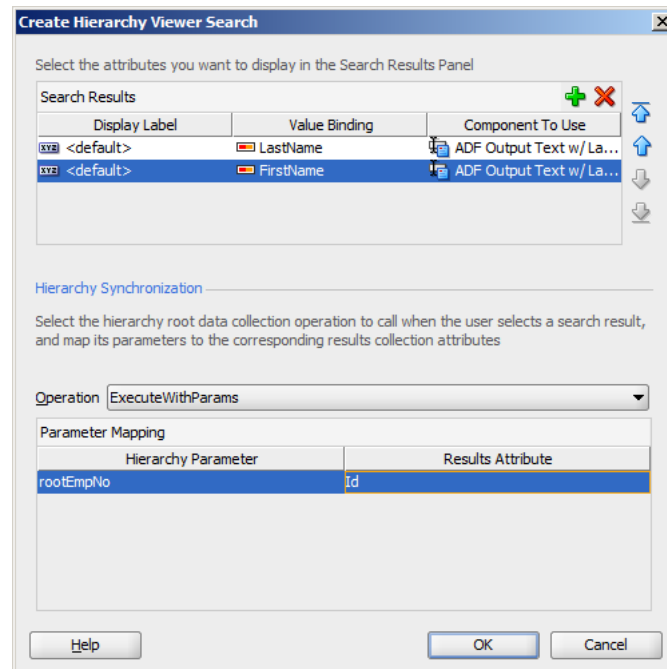 Create Hierarchy Viewer Search
Select the attributes you want to display in the Search Results Panel
Search Results
Display Label Value Binding Component To Use
XYZ <default> LastName ADF Output Text w/ La...
XYZ <default> FirstName ADF Output Text w/ La...
Hierarchy Synchronization
Select the hierarchy root data collection operation to call when the user selects a search result,
and map its parameters to the corresponding results collection attributes
Operation ExecuteWithParams
Parameter Mapping
Hierarchy Parameter Results Attribute
rootEmpNo Id
Help OK Cancel